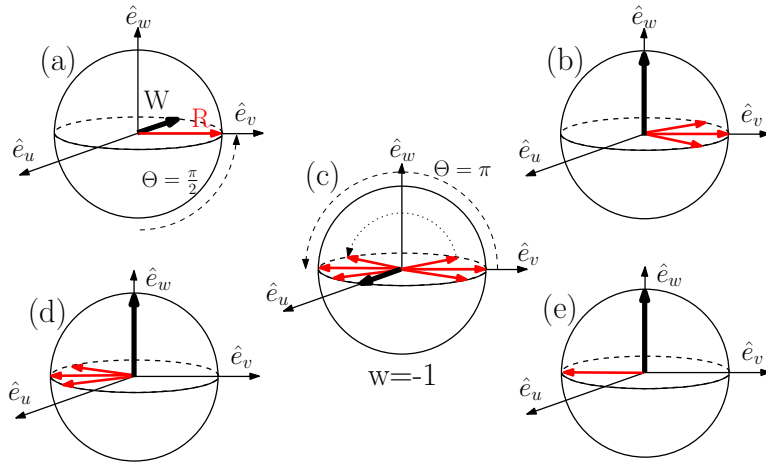 (a)
ê_w
W
R
ê_v
ê_u
Θ = π/2
(b)
ê_w
ê_v
ê_u
(c)
ê_w
Θ = π
ê_v
ê_u
w=-1
(d)
ê_w
ê_v
ê_u
(e)
ê_w
ê_v
ê_u